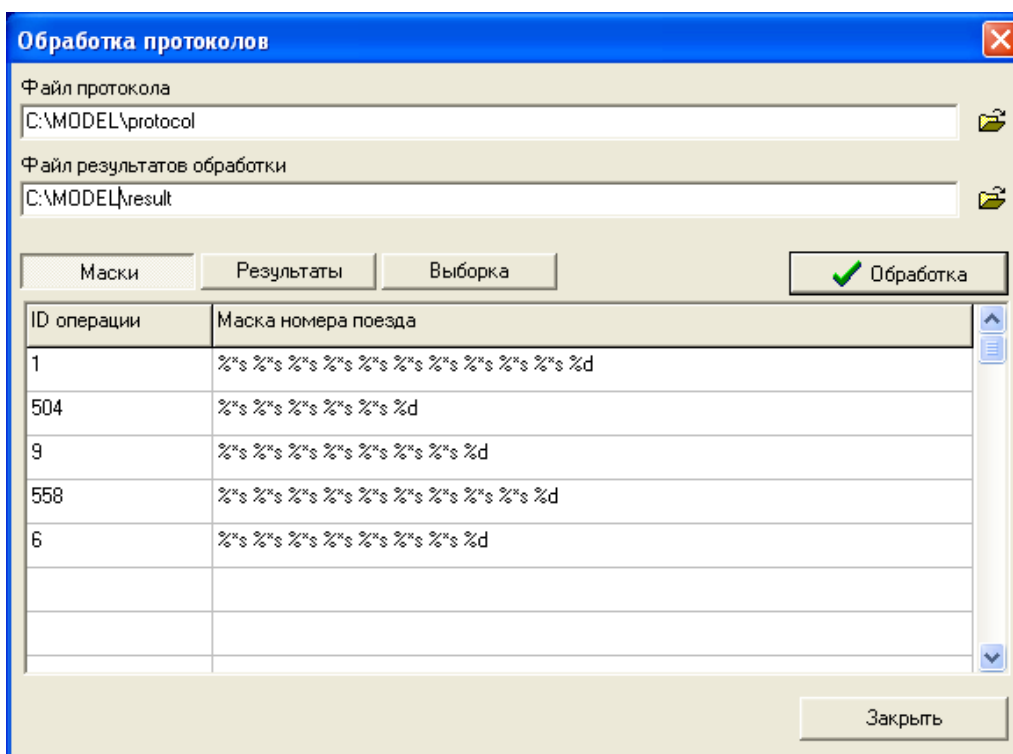 Обработка протоколов
Файл протокола
C:\MODEL\protocol
Файл результатов обработки
C:\MODEL\result
Маски Результаты Выборка Обработка
ID операции Маска номера поезда
1 %*s %*s %*s %*s %*s %*s %*s %*s %*s %*s %d
504 %*s %*s %*s %*s %*s %d
9 %*s %*s %*s %*s %*s %*s %*s %d
558 %*s %*s %*s %*s %*s %*s %*s %*s %*s %d
6 %*s %*s %*s %*s %*s %*s %*s %d
Закрыть